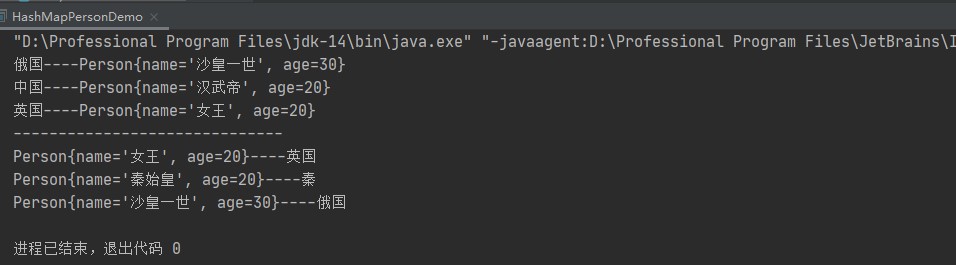 HashMapPersonDemo ×
"D:\Professional Program Files\jdk-14\bin\java.exe" "-javaagent:D:\Professional Program Files\JetBrains\I
俄国----Person{name='沙皇一世', age=30}
中国----Person{name='汉武帝', age=20}
英国----Person{name='女王', age=20}
------------------------------
Person{name='女王', age=20}----英国
Person{name='秦始皇', age=20}----秦
Person{name='沙皇一世', age=30}----俄国
进程已结束，退出代码 0